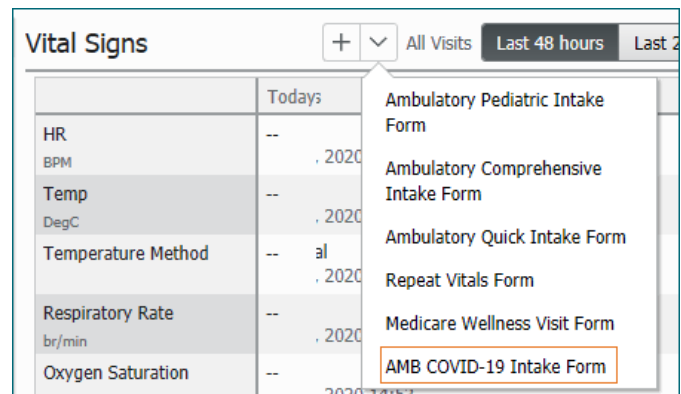 Vital Signs
All Visits
Last 48 hours
Last 2
Todays
Ambulatory Pediatric Intake
Form
HR
BPM
--
, 2020
Ambulatory Comprehensive
Intake Form
Temp
DegC
--
, 2020
Ambulatory Quick Intake Form
Temperature Method
--
al
, 2020
Repeat Vitals Form
Respiratory Rate
br/min
--
, 2020
Medicare Wellness Visit Form
AMB COVID-19 Intake Form
Oxygen Saturation
--